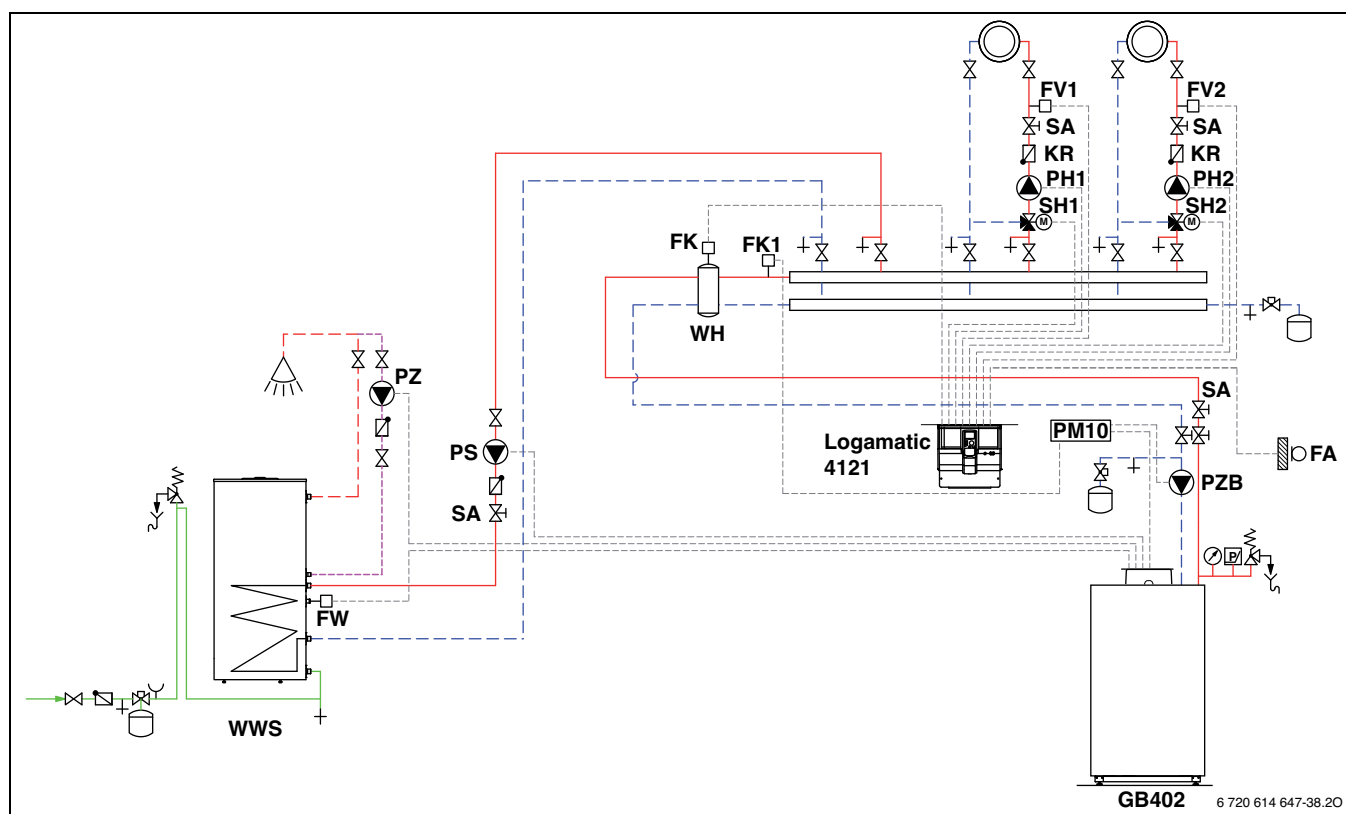 FV1
FV2
SA
SA
KR
KR
PH1
PH2
SH1
SH2
M
M
FK
FK1
WH
PZ
SA
Logamatic
4121
PM10
FA
PS
PZB
SA
P
FW
WWS
GB402
6 720 614 647-38.2O